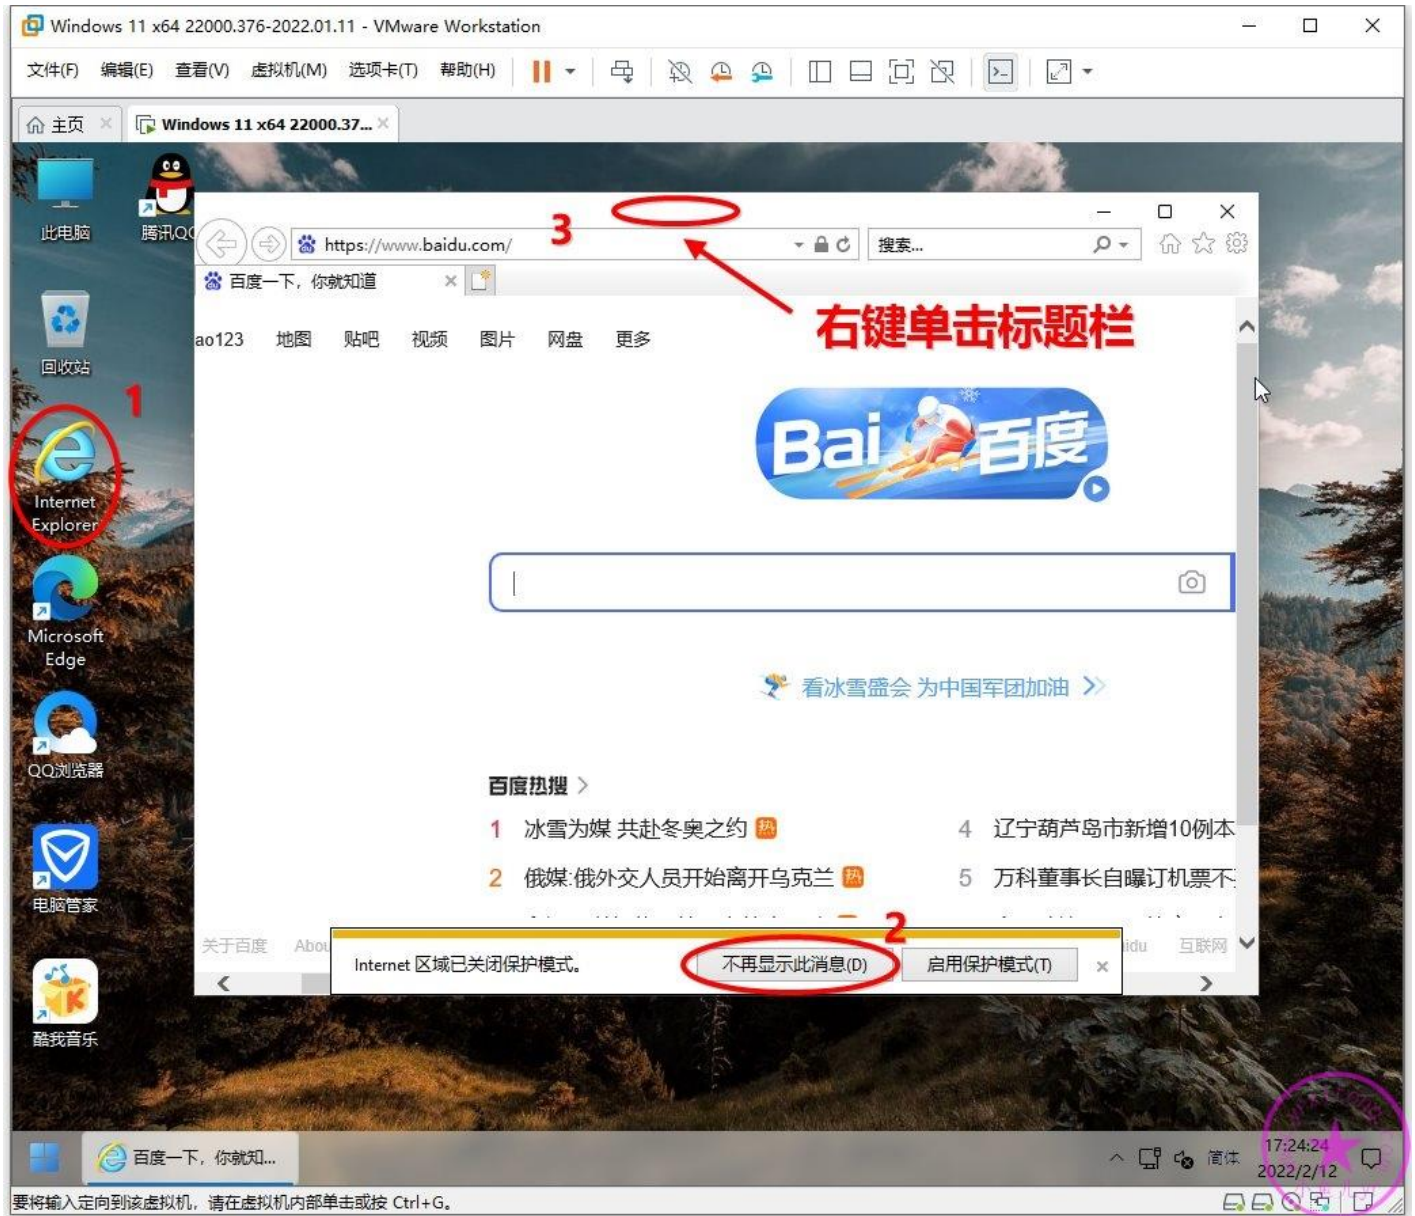 Windows 11 x64 22000.376-2022.01.11 - VMware Workstation
文件(F) 编辑(E) 查看(V) 虚拟机(M) 选项卡(T) 帮助(H)
主页 Windows 11 x64 22000.37...
此电脑
腾讯QQ
3
https://www.baidu.com/
搜索...
百度一下，你就知道
右键单击标题栏
ao123 地图 贴吧 视频 图片 网盘 更多
回收站
1
Bai du 百度
Internet
Explorer
Microsoft
Edge
看冰雪盛会 为中国军团加油
QQ浏览器
百度热搜
1 冰雪为媒 共赴冬奥之约 热
4 辽宁葫芦岛市新增10例本
2 俄媒:俄外交人员开始离开乌克兰 热
5 万科董事长自曝订机票不
电脑管家
2
关于百度 Abou
Internet 区域已关闭保护模式。 不再显示此消息(D) 启用保护模式(T)
aidu 互联网
酷我音乐
百度一下，你就知...
简体
17:24:24
2022/2/12
要将输入定向到该虚拟机，请在虚拟机内部单击或按 Ctrl+G。